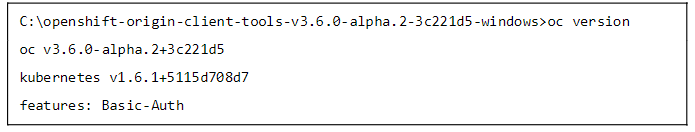 C:\openshift-origin-client-tools-v3.6.0-alpha.2-3c221d5-windows>oc version
oc v3.6.0-alpha.2+3c221d5
kubernetes v1.6.1+5115d708d7
features: Basic-Auth